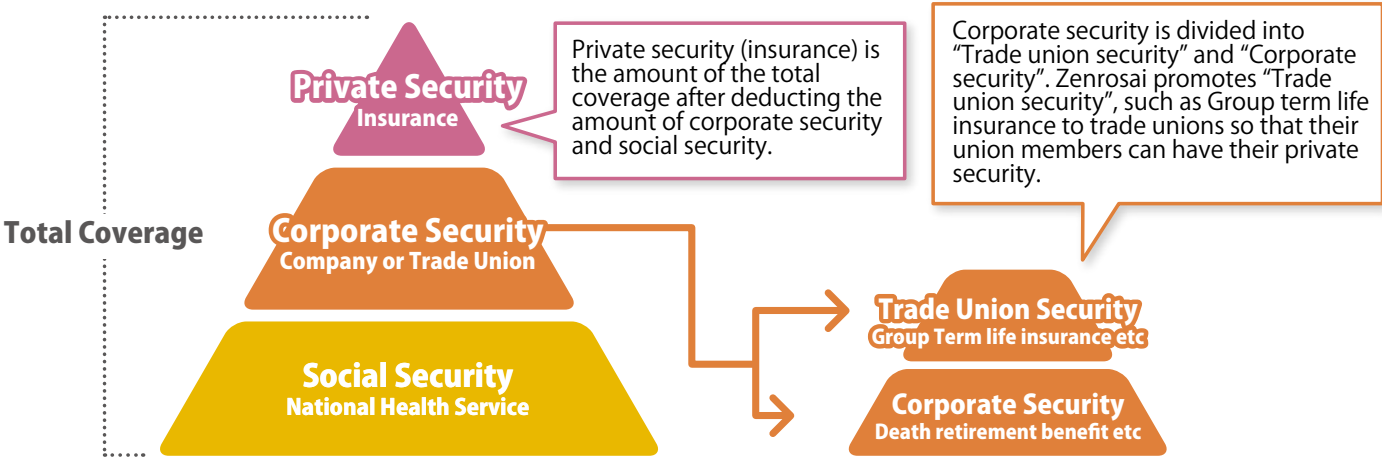 Private Security
Insurance
Private security (insurance) is
the amount of the total
coverage after deducting the
amount of corporate security
and social security.
Corporate security is divided into
“Trade union security” and “Corporate
security”. Zenrosai promotes “Trade
union security”, such as Group term life
insurance to trade unions so that their
union members can have their private
security.
Total Coverage
Corporate Security
Company or Trade Union
Trade Union Security
Group Term life insurance etc
Social Security
National Health Service
Corporate Security
Death retirement benefit etc